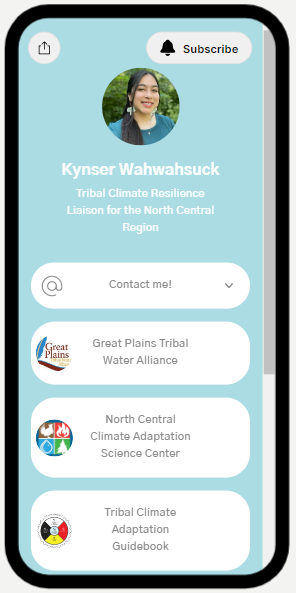 Subscribe
Kynser Wahwahsuck
Tribal Climate Resilience
Liaison for the North Central
Region
Contact me!
Great
Plains
Great Plains Tribal
Water Alliance
North Central
Climate Adaptation
Science Center
Tribal Climate
Adaptation
Guidebook